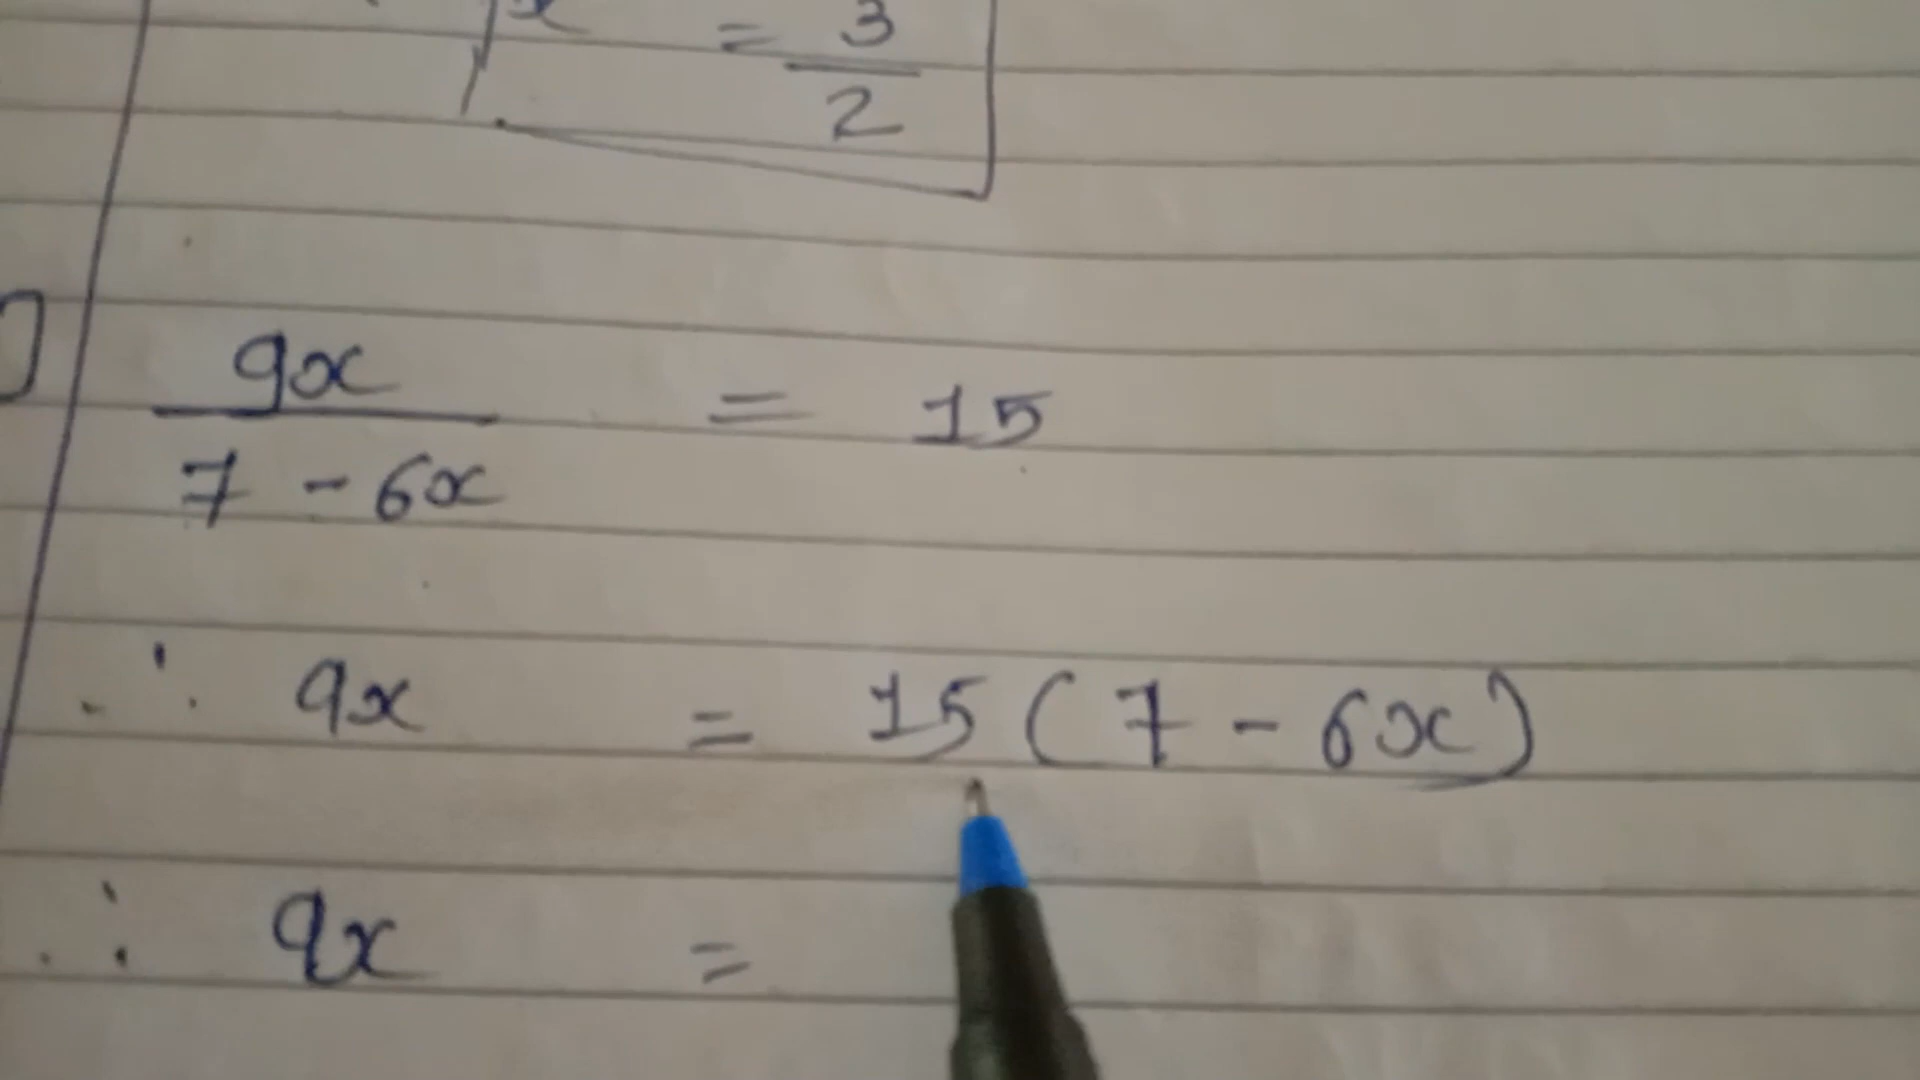 x = 3/2
9x/(7 - 6x) = 15
∴ 9x = 15(7 - 6x)
∴ 9x =